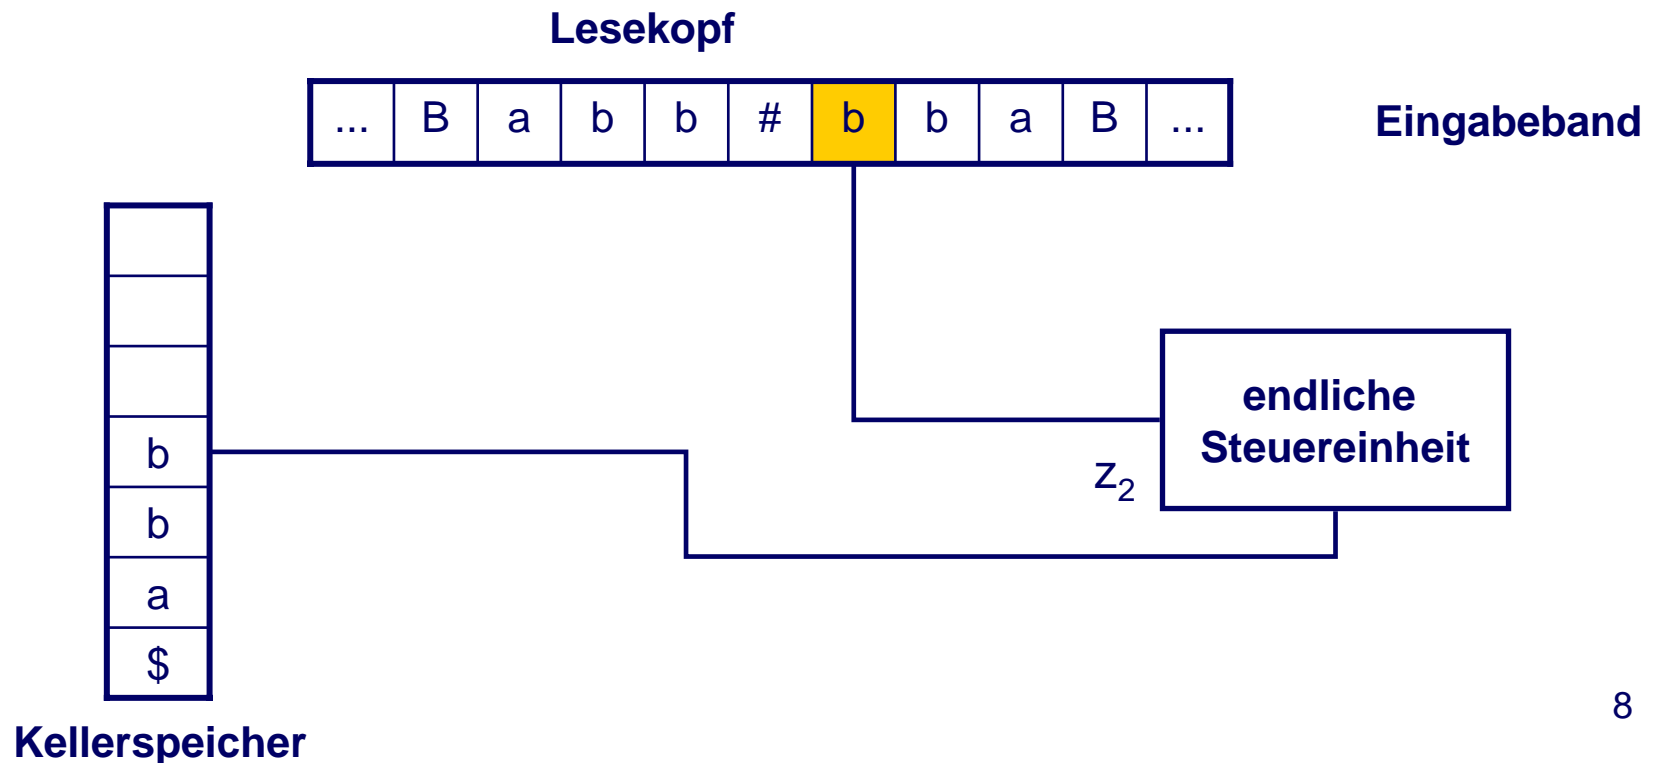 Lesekopf
... B a b b # b b a B ...
Eingabeband
endliche
Steuereinheit
z₂
b
b
a
$
Kellerspeicher
8